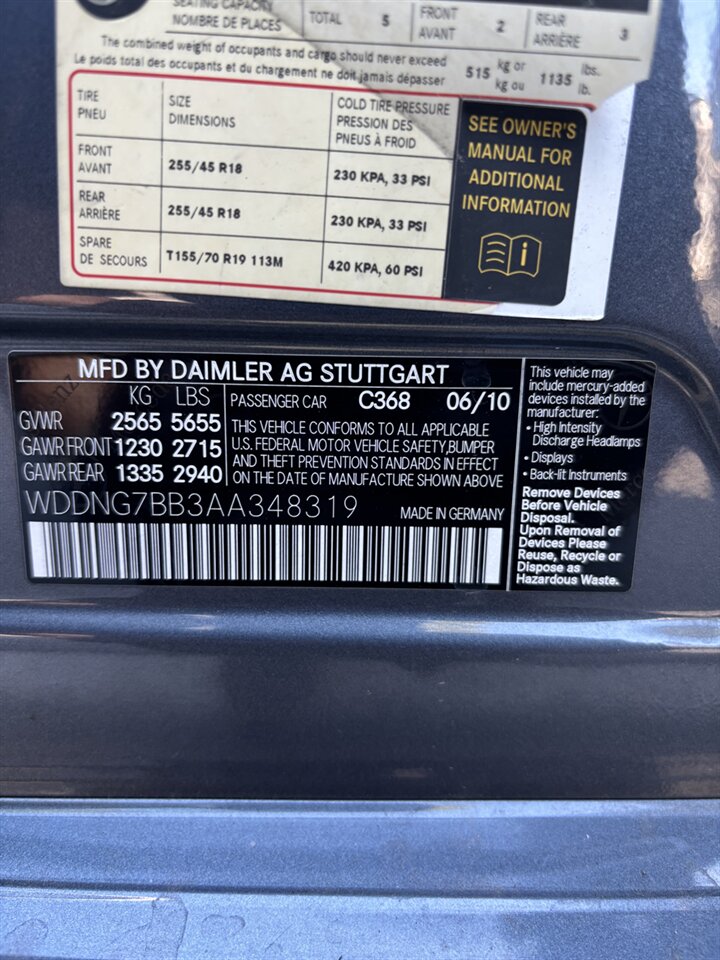 SEATING CAPACITY
NOMBRE DE PLACES TOTAL 5 FRONT AVANT 2 REAR ARRIÈRE 3
The combined weight of occupants and cargo should never exceed
Le poids total des occupants et du chargement ne doit jamais dépasser
515 kg or kg ou 1135 lbs. lb.
TIRE PNEU
SIZE DIMENSIONS
COLD TIRE PRESSURE
PRESSION DES
PNEUS À FROID
FRONT AVANT 255/45 R18 230 KPA, 33 PSI
REAR ARRIÈRE 255/45 R18 230 KPA, 33 PSI
SPARE DE SECOURS T155/70 R19 113M 420 KPA, 60 PSI
SEE OWNER'S
MANUAL FOR
ADDITIONAL
INFORMATION
MFD BY DAIMLER AG STUTTGART
KG LBS
GVWR 2565 5655
GAWR FRONT 1230 2715
GAWR REAR 1335 2940
PASSENGER CAR C368 06/10
THIS VEHICLE CONFORMS TO ALL APPLICABLE
U.S. FEDERAL MOTOR VEHICLE SAFETY,BUMPER
AND THEFT PREVENTION STANDARDS IN EFFECT
ON THE DATE OF MANUFACTURE SHOWN ABOVE
WDDNG7BB3AA348319 MADE IN GERMANY
This vehicle may
include mercury-added
devices installed by the
manufacturer:
• High Intensity
Discharge Headlamps
• Displays
• Back-lit Instruments
Remove Devices
Before Vehicle
Disposal.
Upon Removal of
Devices Please
Reuse, Recycle or
Dispose as
Hazardous Waste.